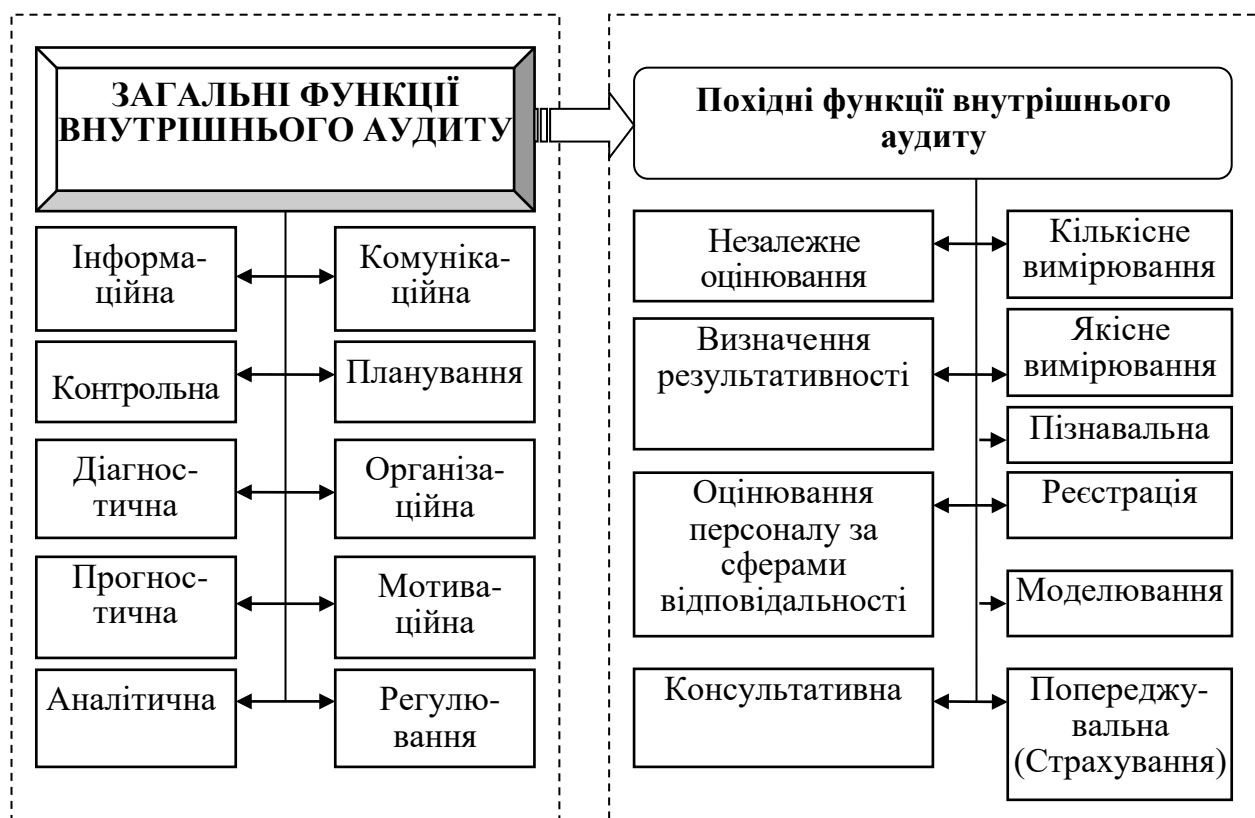 ЗАГАЛЬНІ ФУНКЦІЇ
ВНУТРІШНЬОГО АУДИТУ
Інформа-
ційна
Комуніка-
ційна
Контрольна
Планування
Діагнос-
тична
Організа-
ційна
Прогнос-
тична
Мотива-
ційна
Аналітична
Регулю-
вання
Похідні функції внутрішнього
аудиту
Незалежне
оцінювання
Кількісне
вимірювання
Визначення
результативності
Якісне
вимірювання
Пізнавальна
Оцінювання
персоналу за
сферами
відповідальності
Реєстрація
Моделювання
Консультативна
Попереджу-
вальна
(Страхування)